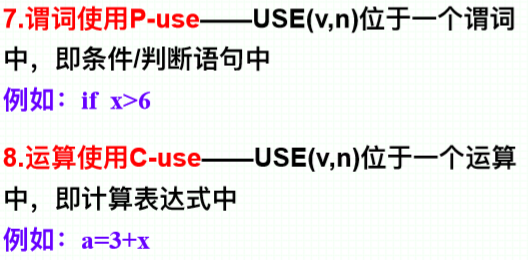 7.谓词使用P-use——USE(v,n)位于一个谓词
中，即条件/判断语句中
例如：if x>6
8.运算使用C-use——USE(v,n)位于一个运算
中，即计算表达式中
例如：a=3+x